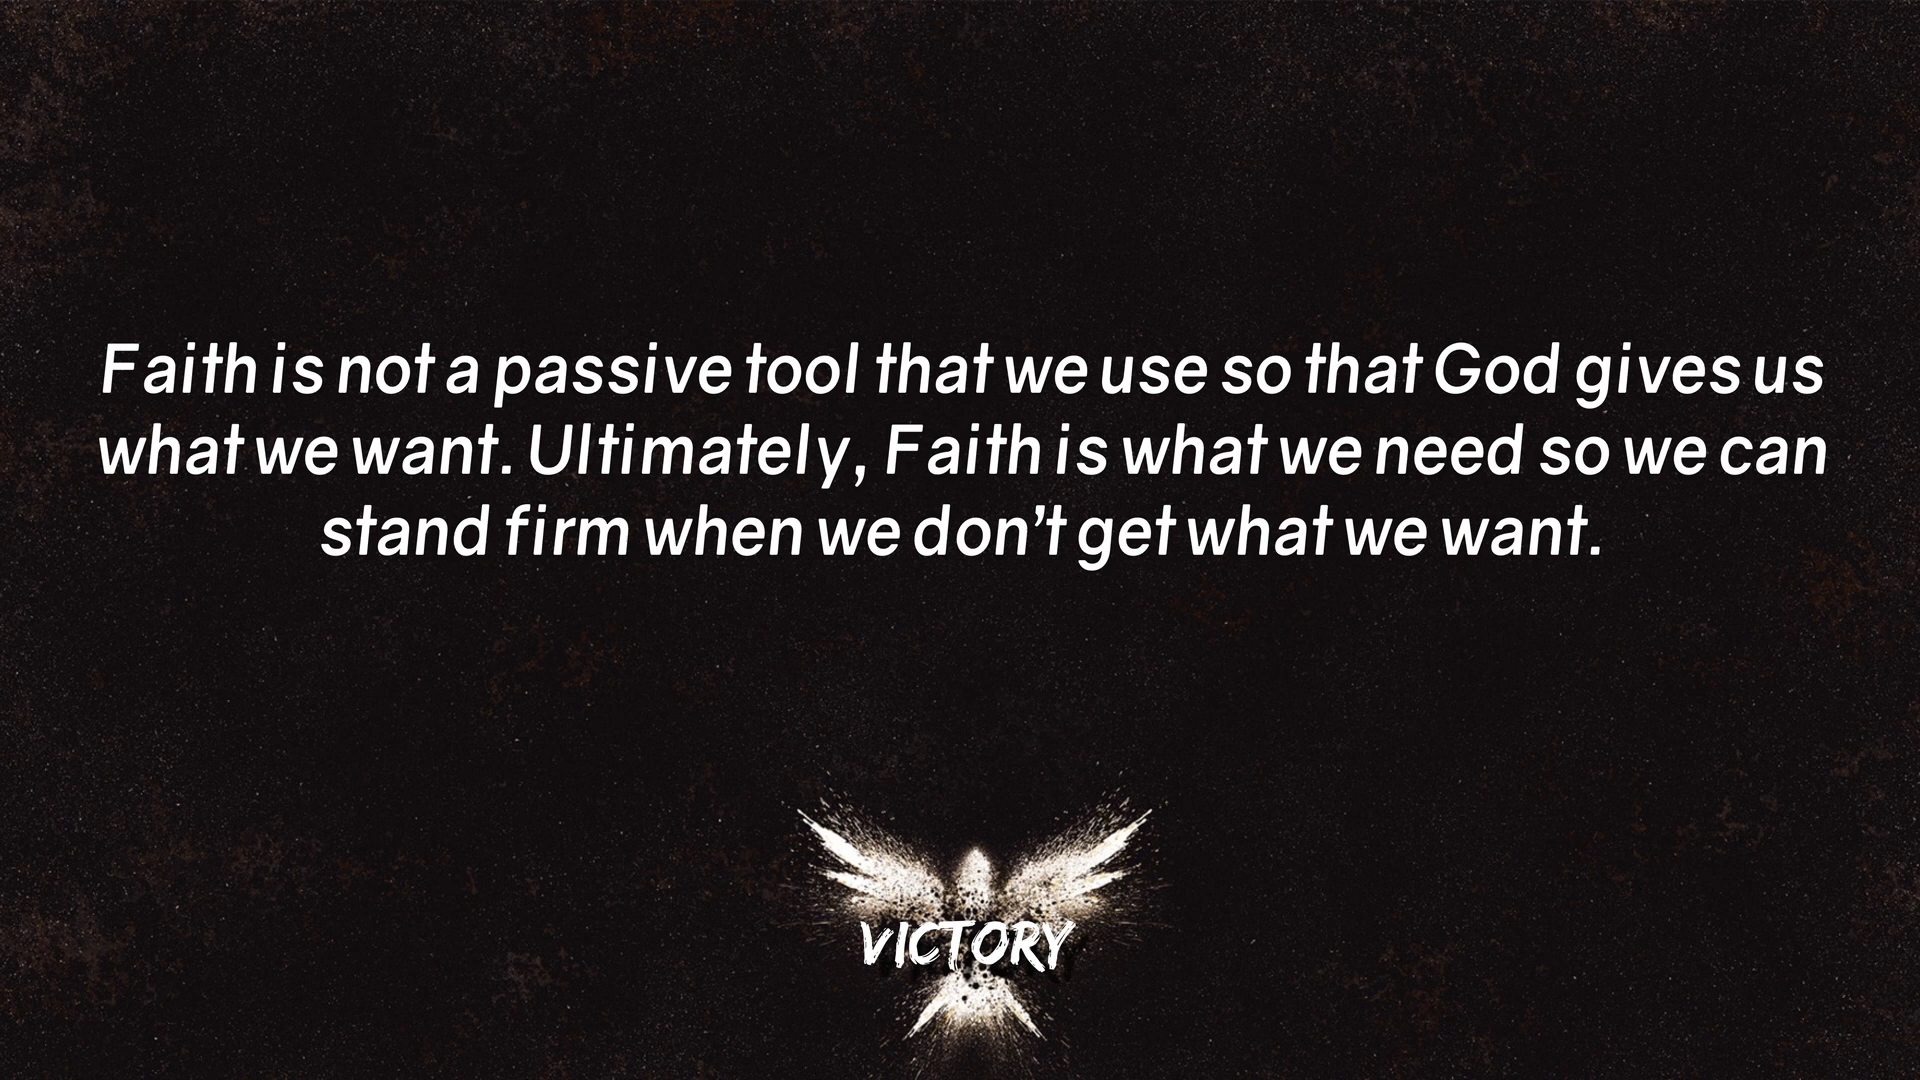 Faith is not a passive tool that we use so that God gives us
what we want. Ultimately, Faith is what we need so we can
stand firm when we don’t get what we want.
VICTORY